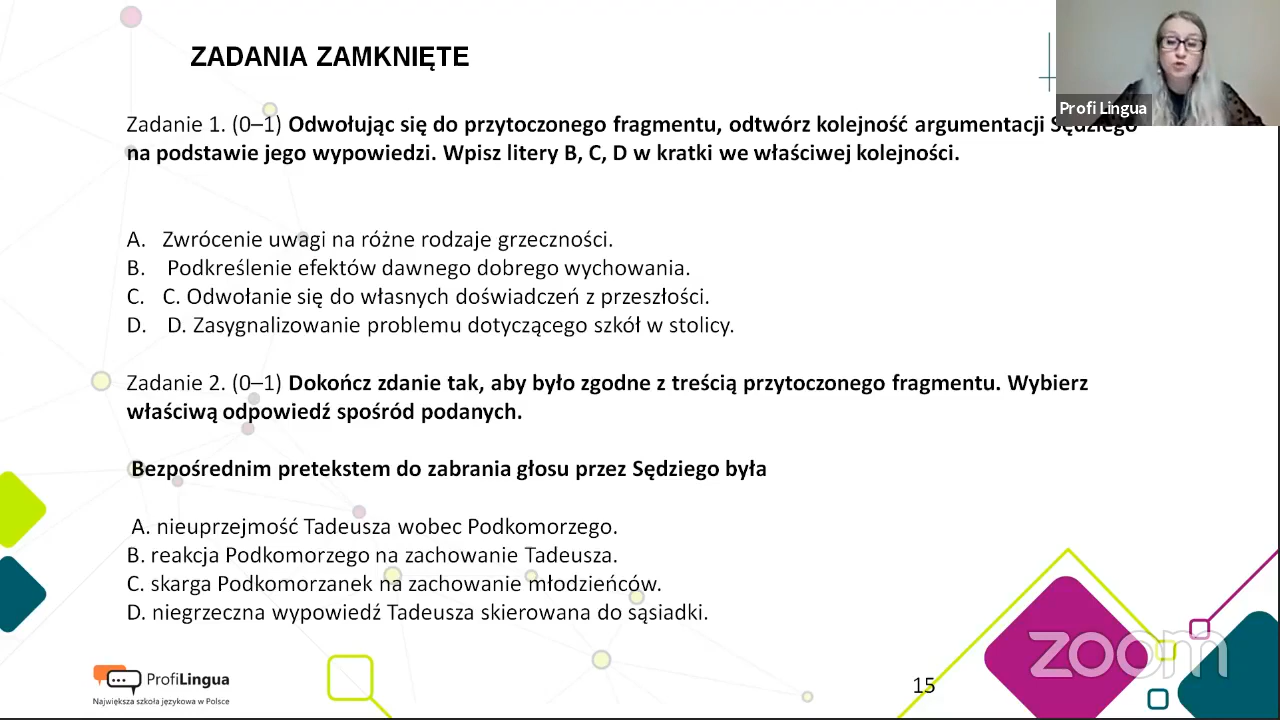 ZADANIA ZAMKNIĘTE
Profi Lingua
Zadanie 1. (0–1) Odwołując się do przytoczonego fragmentu, odtwórz kolejność argumentacji Sędziego
na podstawie jego wypowiedzi. Wpisz litery B, C, D w kratki we właściwej kolejności.
A. Zwrócenie uwagi na różne rodzaje grzeczności.
B. Podkreślenie efektów dawnego dobrego wychowania.
C. C. Odwołanie się do własnych doświadczeń z przeszłości.
D. D. Zasygnalizowanie problemu dotyczącego szkół w stolicy.
Zadanie 2. (0–1) Dokończ zdanie tak, aby było zgodne z treścią przytoczonego fragmentu. Wybierz
właściwą odpowiedź spośród podanych.
Bezpośrednim pretekstem do zabrania głosu przez Sędziego była
A. nieuprzejmość Tadeusza wobec Podkomorzego.
B. reakcja Podkomorzego na zachowanie Tadeusza.
C. skarga Podkomorzanek na zachowanie młodzieńców.
D. niegrzeczna wypowiedź Tadeusza skierowana do sąsiadki.
zoom
ProfiLingua
Największa szkoła językowa w Polsce
15